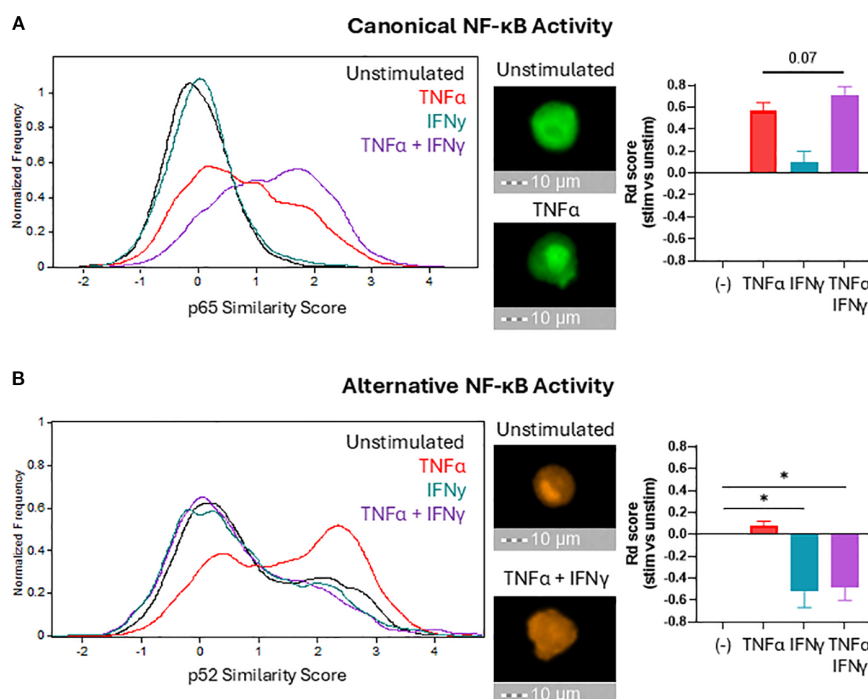 A
Canonical NF-κB Activity
Normalized Frequency
1
0.8
0.6
0.4
0.2
0
-2 -1 0 1 2 3 4
p65 Similarity Score
Unstimulated
TNFα
IFNy
TNFα + IFNγ
Unstimulated
10 µm
TNFα
10 µm
0.07
Rd score
(stim vs unstim)
0.8
0.6
0.4
0.2
0.0
-0.2
-0.4
-0.6
-0.8
(-) TNFα IFNγ TNFα
IFNγ
B
Alternative NF-κB Activity
Normalized Frequency
1
0.8
0.6
0.4
0.2
0
-2 -1 0 1 2 3 4
p52 Similarity Score
Unstimulated
TNFα
IFNγ
TNFα + IFNγ
Unstimulated
10 µm
TNFα + IFNγ
10 µm
*
*
Rd score
(stim vs unstim)
0.8
0.6
0.4
0.2
0.0
-0.2
-0.4
-0.6
-0.8
(-) TNFα IFNγ TNFα
IFNγ